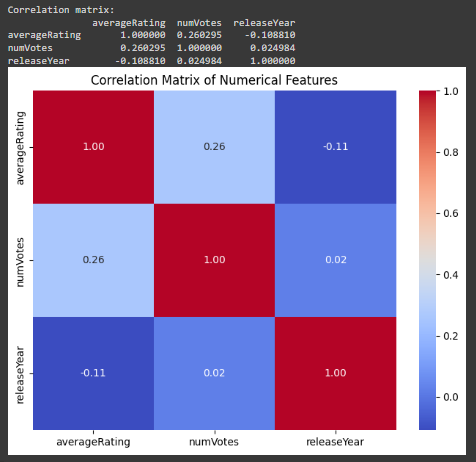 Correlation matrix:
averageRating numVotes releaseYear
averageRating 1.000000 0.260295 -0.108810
numVotes 0.260295 1.000000 0.024984
releaseYear -0.108810 0.024984 1.000000
Correlation Matrix of Numerical Features
averageRating
1.00 0.26 -0.11
numVotes
0.26 1.00 0.02
releaseYear
-0.11 0.02 1.00
averageRating numVotes releaseYear
1.0
0.8
0.6
0.4
0.2
0.0